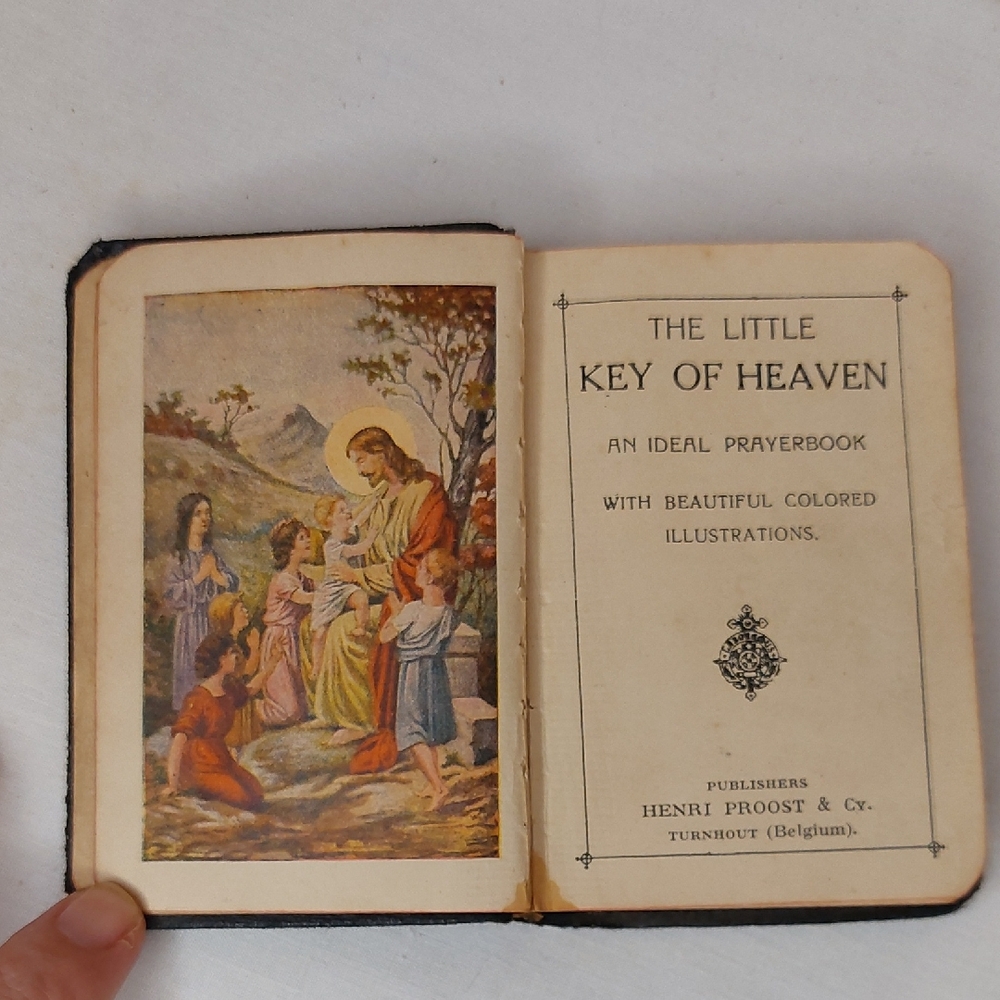 THE LITTLE
KEY OF HEAVEN
AN IDEAL PRAYERBOOK
WITH BEAUTIFUL COLORED
ILLUSTRATIONS.
PUBLISHERS
HENRI PROOST & Cy.
TURNHOUT (Belgium).